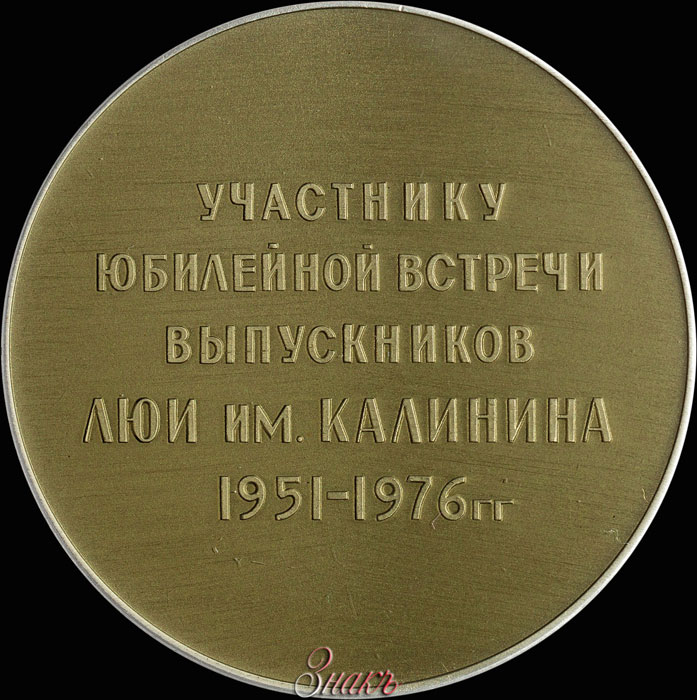 УЧАСТНИКУ
ЮБИЛЕЙНОЙ ВСТРЕЧИ
ВЫПУСКНИКОВ
ЛЮИ им. КАЛИНИНА
1951-1976гг
Знакъ